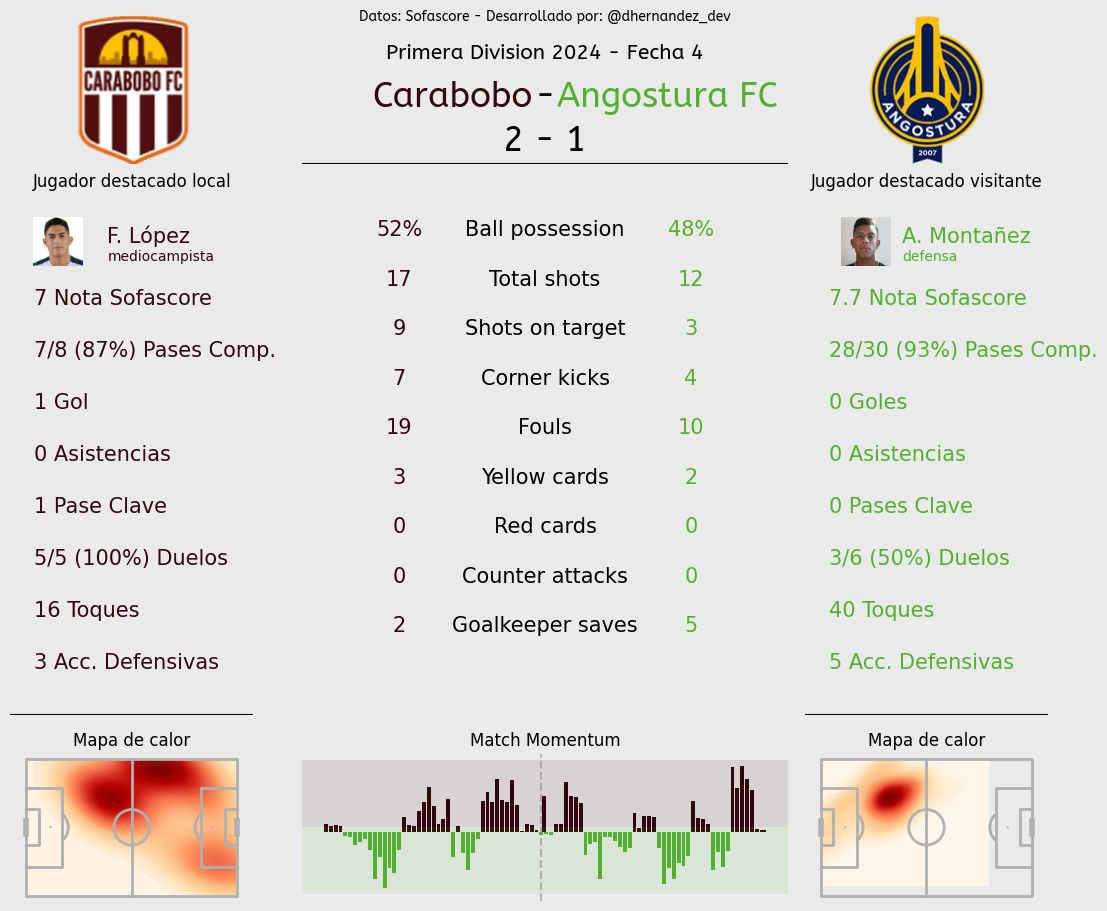 Datos: Sofascore - Desarrollado por: @dhernandez_dev
Primera Division 2024 - Fecha 4
Carabobo - Angostura FC
2 - 1
CARABOBO FC
ANGOSTURA
2007
Jugador destacado local
F. López
mediocampista
7 Nota Sofascore
7/8 (87%) Pases Comp.
1 Gol
0 Asistencias
1 Pase Clave
5/5 (100%) Duelos
16 Toques
3 Acc. Defensivas
Mapa de calor
52% Ball possession 48%
17 Total shots 12
9 Shots on target 3
7 Corner kicks 4
19 Fouls 10
3 Yellow cards 2
0 Red cards 0
0 Counter attacks 0
2 Goalkeeper saves 5
Match Momentum
Jugador destacado visitante
A. Montañez
defensa
7.7 Nota Sofascore
28/30 (93%) Pases Comp.
0 Goles
0 Asistencias
0 Pases Clave
3/6 (50%) Duelos
40 Toques
5 Acc. Defensivas
Mapa de calor